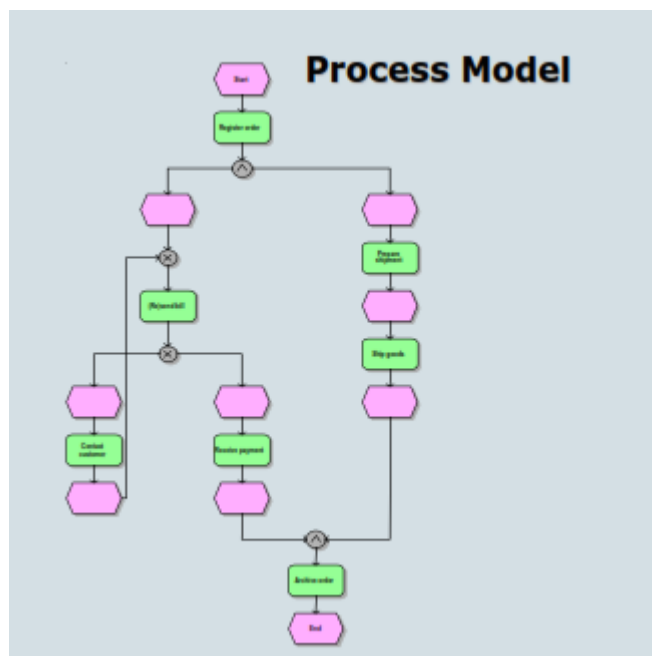 Process Model
Start
Register order
Prepare
shipment
(Re)send bill
Ship goods
Contact
customer
Receive payment
Archive order
End